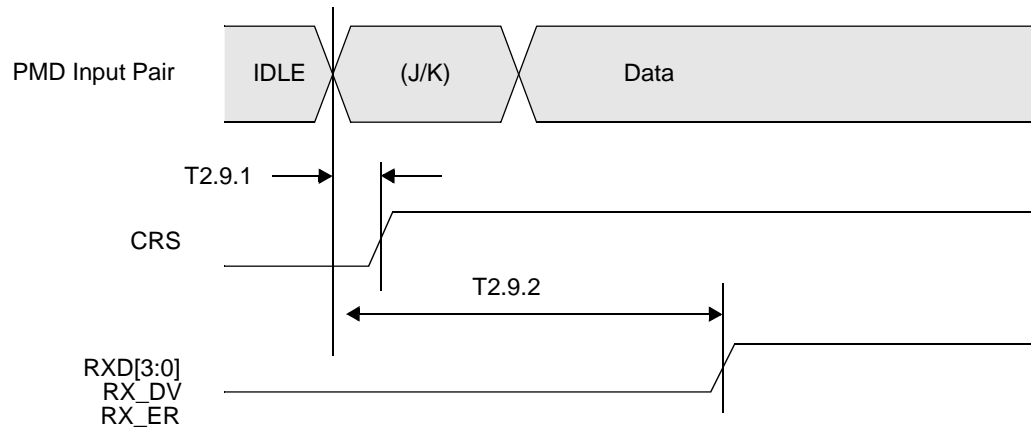 PMD Input Pair
IDLE
(J/K)
Data
T2.9.1
CRS
T2.9.2
RXD[3:0]
RX_DV
RX_ER